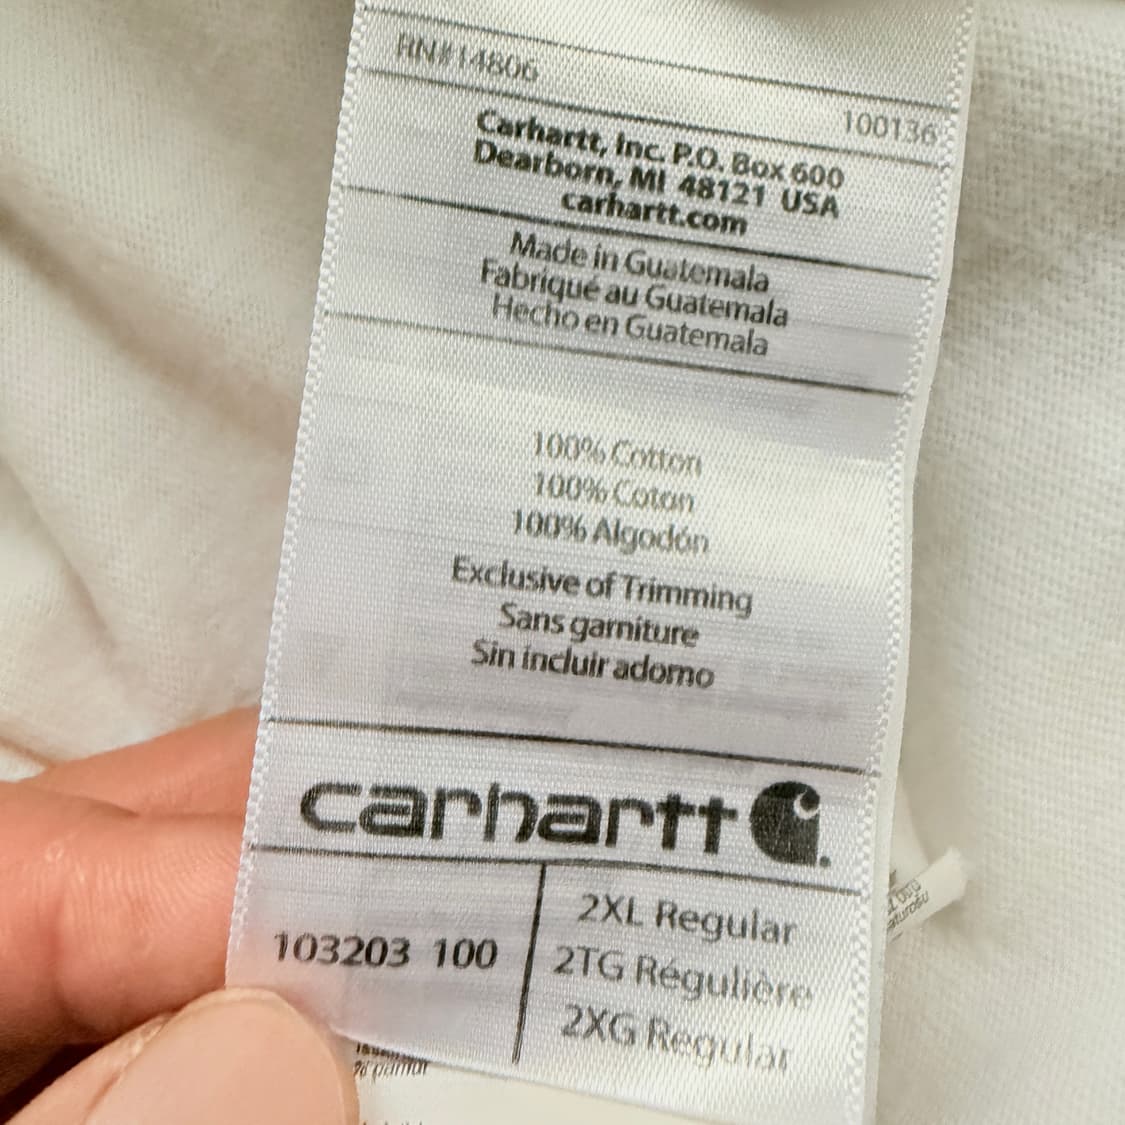 RN#14806
100136
Carhartt, Inc. P.O. Box 600
Dearborn, MI 48121 USA
carhartt.com
Made in Guatemala
Fabriqué au Guatemala
Hecho en Guatemala
100% Cotton
100% Coton
100% Algodón
Exclusive of Trimming
Sans garniture
Sin incluir adorno
carhartt
103203 100
2XL Regular
2TG Régulière
2XG Regular